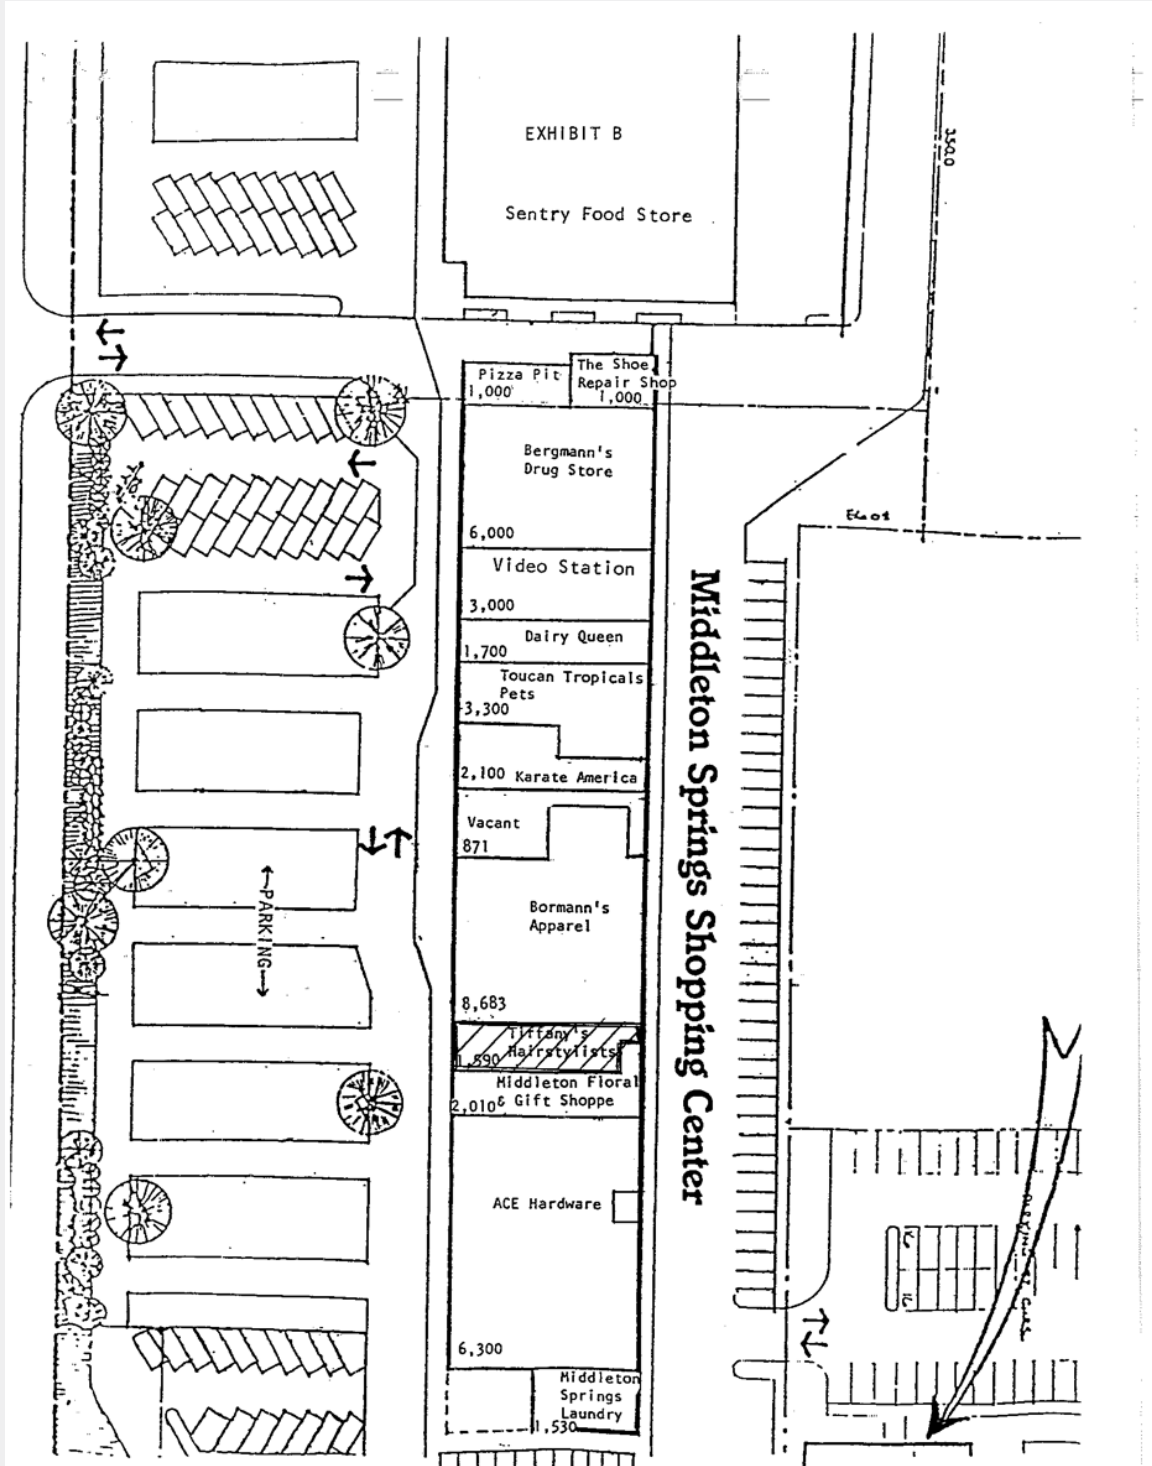 EXHIBIT B
Sentry Food Store
Pizza Pit
1,000
The Shoe
Repair Shop
1,000
Bergmann's
Drug Store
6,000
Video Station
3,000
Dairy Queen
1,700
Toucan Tropicals
Pets
3,300
2,100 Karate America
Vacant
871
Bormann's
Apparel
8,683
Tiffany's
Hairstylists
1,590
Middleton Floral
& Gift Shoppe
2,010
ACE Hardware
6,300
Middleton
Springs
Laundry
1,530
←PARKING→
Middleton Springs Shopping Center